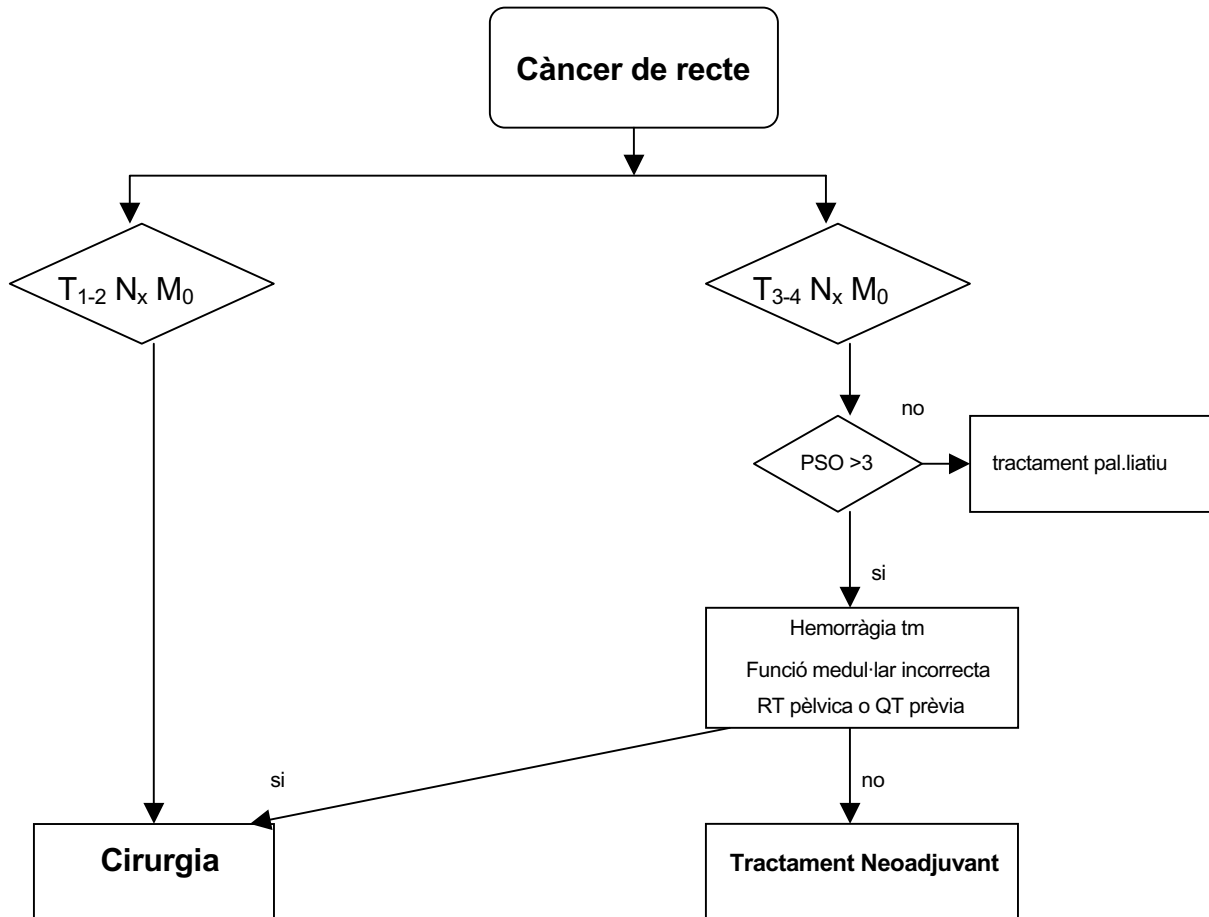 Càncer de recte
T₁₋₂ Nₓ M₀
T₃₋₄ Nₓ M₀
no
PSO >3
tractament pal.liatiu
si
Hemorràgia tm
Funció medul·lar incorrecta
RT pèlvica o QT prèvia
si
no
Cirurgia
Tractament Neoadjuvant